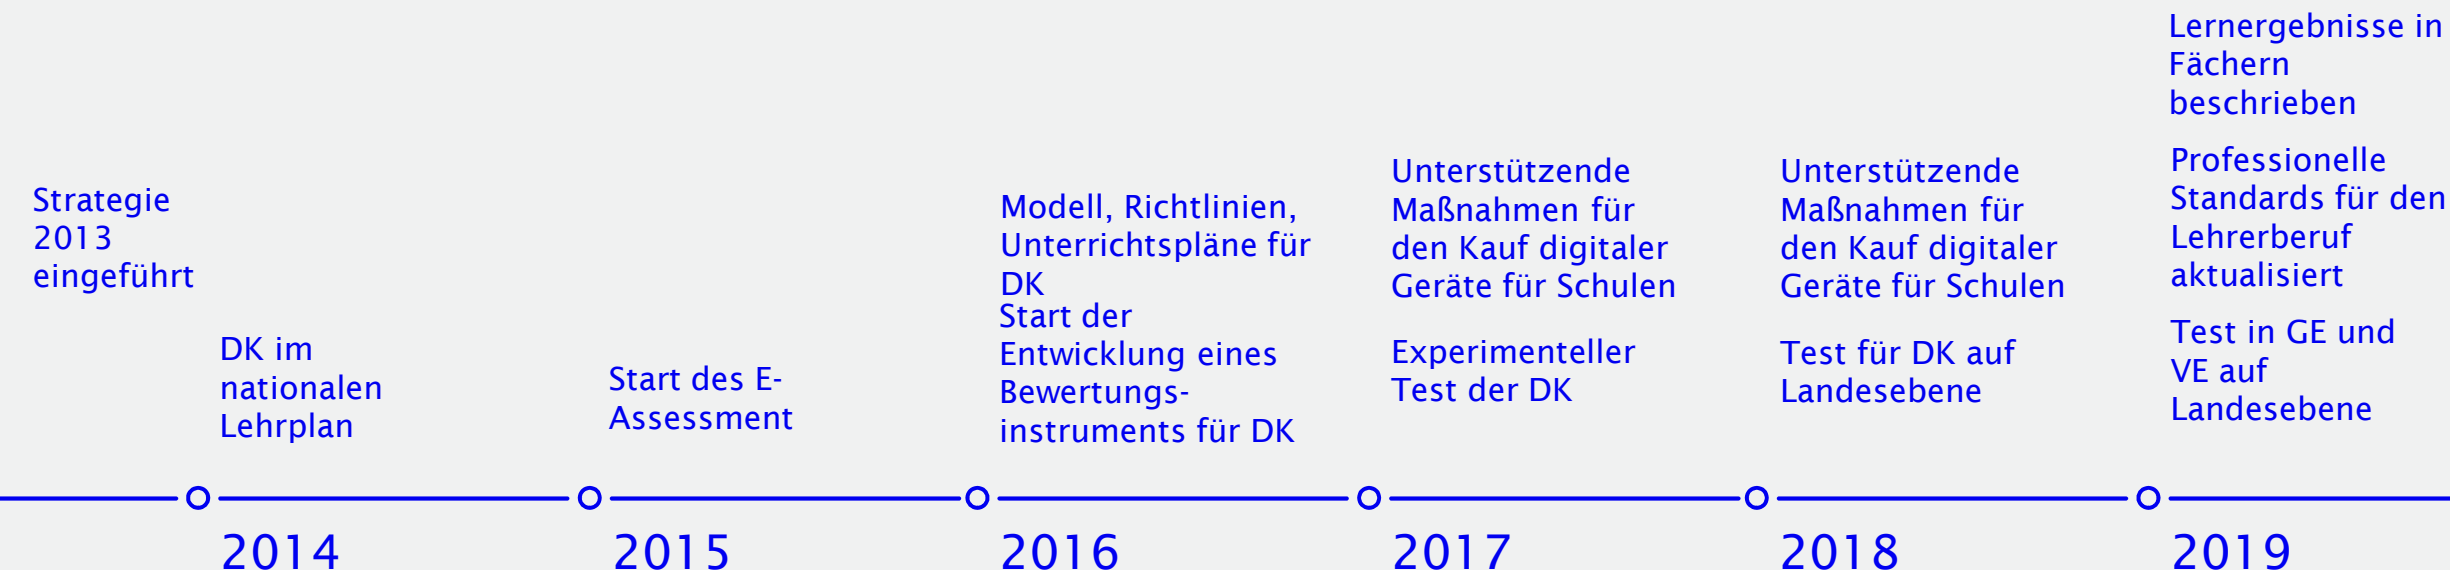 Strategie
2013
eingeführt
DK im
nationalen
Lehrplan
2014
Start des E-
Assessment
2015
Modell, Richtlinien,
Unterrichtspläne für
DK
Start der
Entwicklung eines
Bewertungs-
instruments für DK
2016
Unterstützende
Maßnahmen für
den Kauf digitaler
Geräte für Schulen
Experimenteller
Test der DK
2017
Unterstützende
Maßnahmen für
den Kauf digitaler
Geräte für Schulen
Test für DK auf
Landesebene
2018
Lernergebnisse in
Fächern
beschrieben
Professionelle
Standards für den
Lehrerberuf
aktualisiert
Test in GE und
VE auf
Landesebene
2019